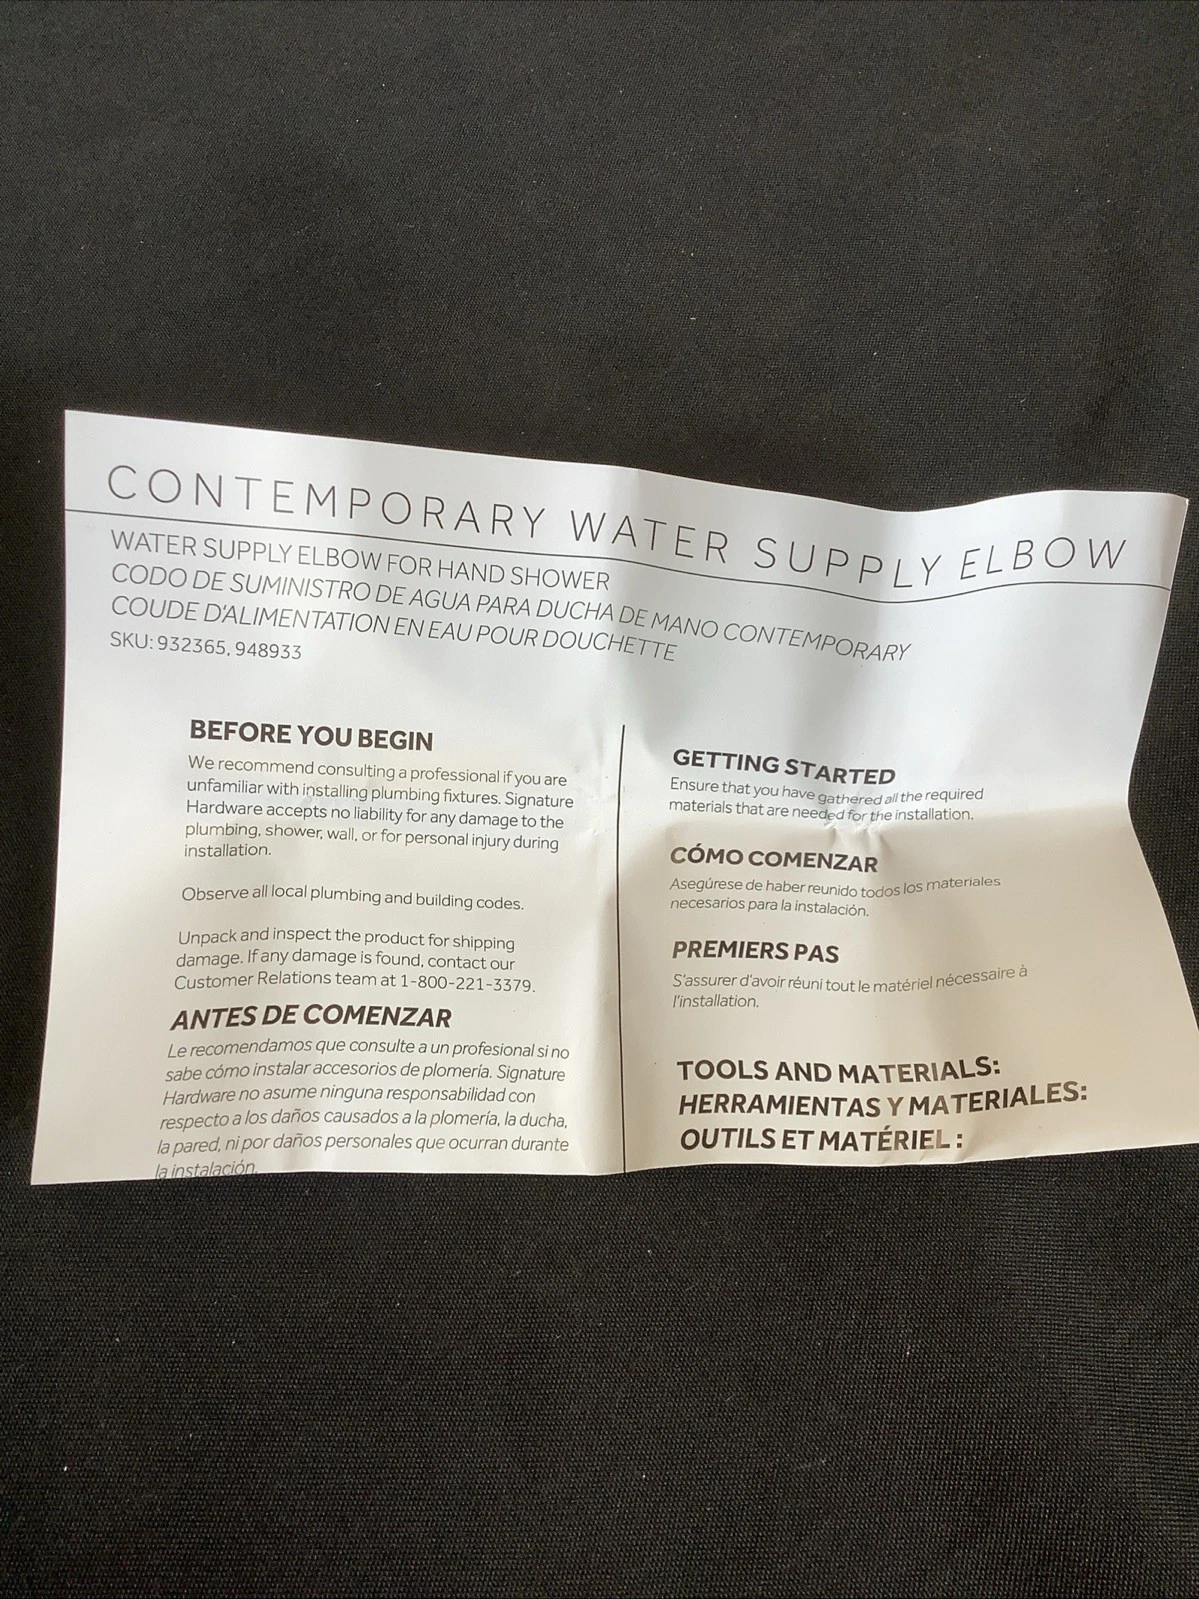 CONTEMPORARY WATER SUPPLY ELBOW
WATER SUPPLY ELBOW FOR HAND SHOWER
CODO DE SUMINISTRO DE AGUA PARA DUCHA DE MANO CONTEMPORARY
COUDE D'ALIMENTATION EN EAU POUR DOUCHETTE
SKU: 932365, 948933
BEFORE YOU BEGIN
We recommend consulting a professional if you are
unfamiliar with installing plumbing fixtures. Signature
Hardware accepts no liability for any damage to the
plumbing, shower, wall, or for personal injury during
installation.
Observe all local plumbing and building codes.
Unpack and inspect the product for shipping
damage. If any damage is found, contact our
Customer Relations team at 1-800-221-3379.
ANTES DE COMENZAR
Le recomendamos que consulte a un profesional si no
sabe cómo instalar accesorios de plomería. Signature
Hardware no asume ninguna responsabilidad con
respecto a los daños causados a la plomería, la ducha,
la pared, ni por daños personales que ocurran durante
la instalación.
GETTING STARTED
Ensure that you have gathered all the required
materials that are needed for the installation.
CÓMO COMENZAR
Asegúrese de haber reunido todos los materiales
necesarios para la instalación.
PREMIERS PAS
S'assurer d'avoir réuni tout le matériel nécessaire à
l'installation.
TOOLS AND MATERIALS:
HERRAMIENTAS Y MATERIALES:
OUTILS ET MATÉRIEL :